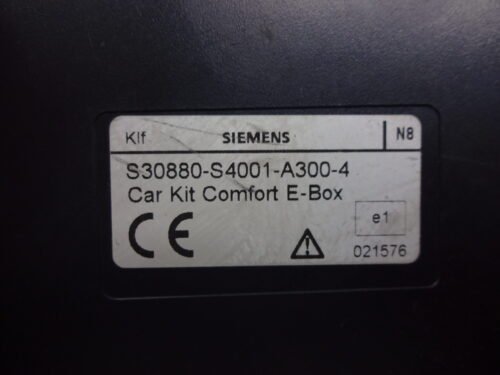 Klf SIEMENS N8
S30880-S4001-A300-4
Car Kit Comfort E-Box
CE e1
021576